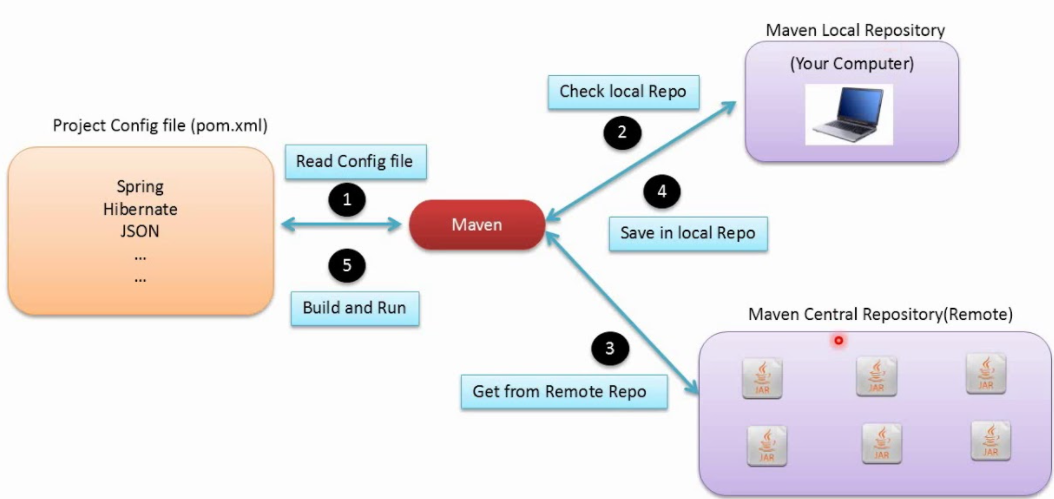 Maven Local Repository
(Your Computer)
Check local Repo
2
Project Config file (pom.xml)
Read Config file
1
Spring
Hibernate
JSON
...
...
Maven
4
Save in local Repo
5
Build and Run
Maven Central Repository(Remote)
3
Get from Remote Repo
JAR
JAR
JAR
JAR
JAR
JAR